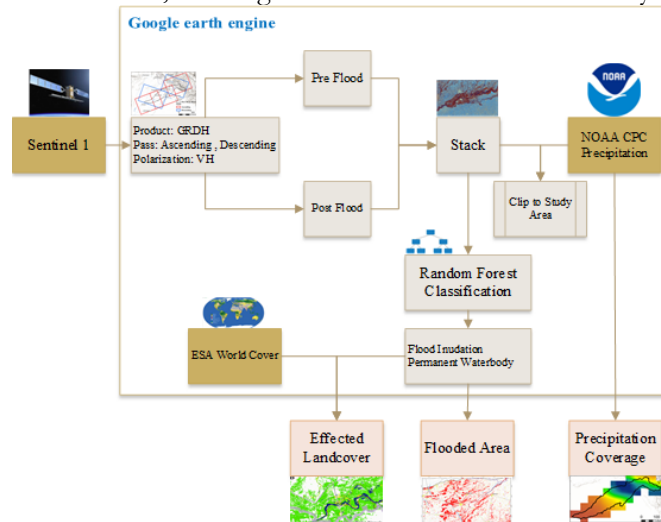 Google earth engine
NOAA
Pre Flood
Sentinel 1
Product: GRDH
Pass: Ascending , Descending
Polarization: VH
Stack
NOAA CPC
Precipitation
Post Flood
Clip to Study
Area
Random Forest
Classification
ESA World Cover
Flood Inudation
Permanent Waterbody
Effected
Landcover
Flooded Area
Precipitation
Coverage